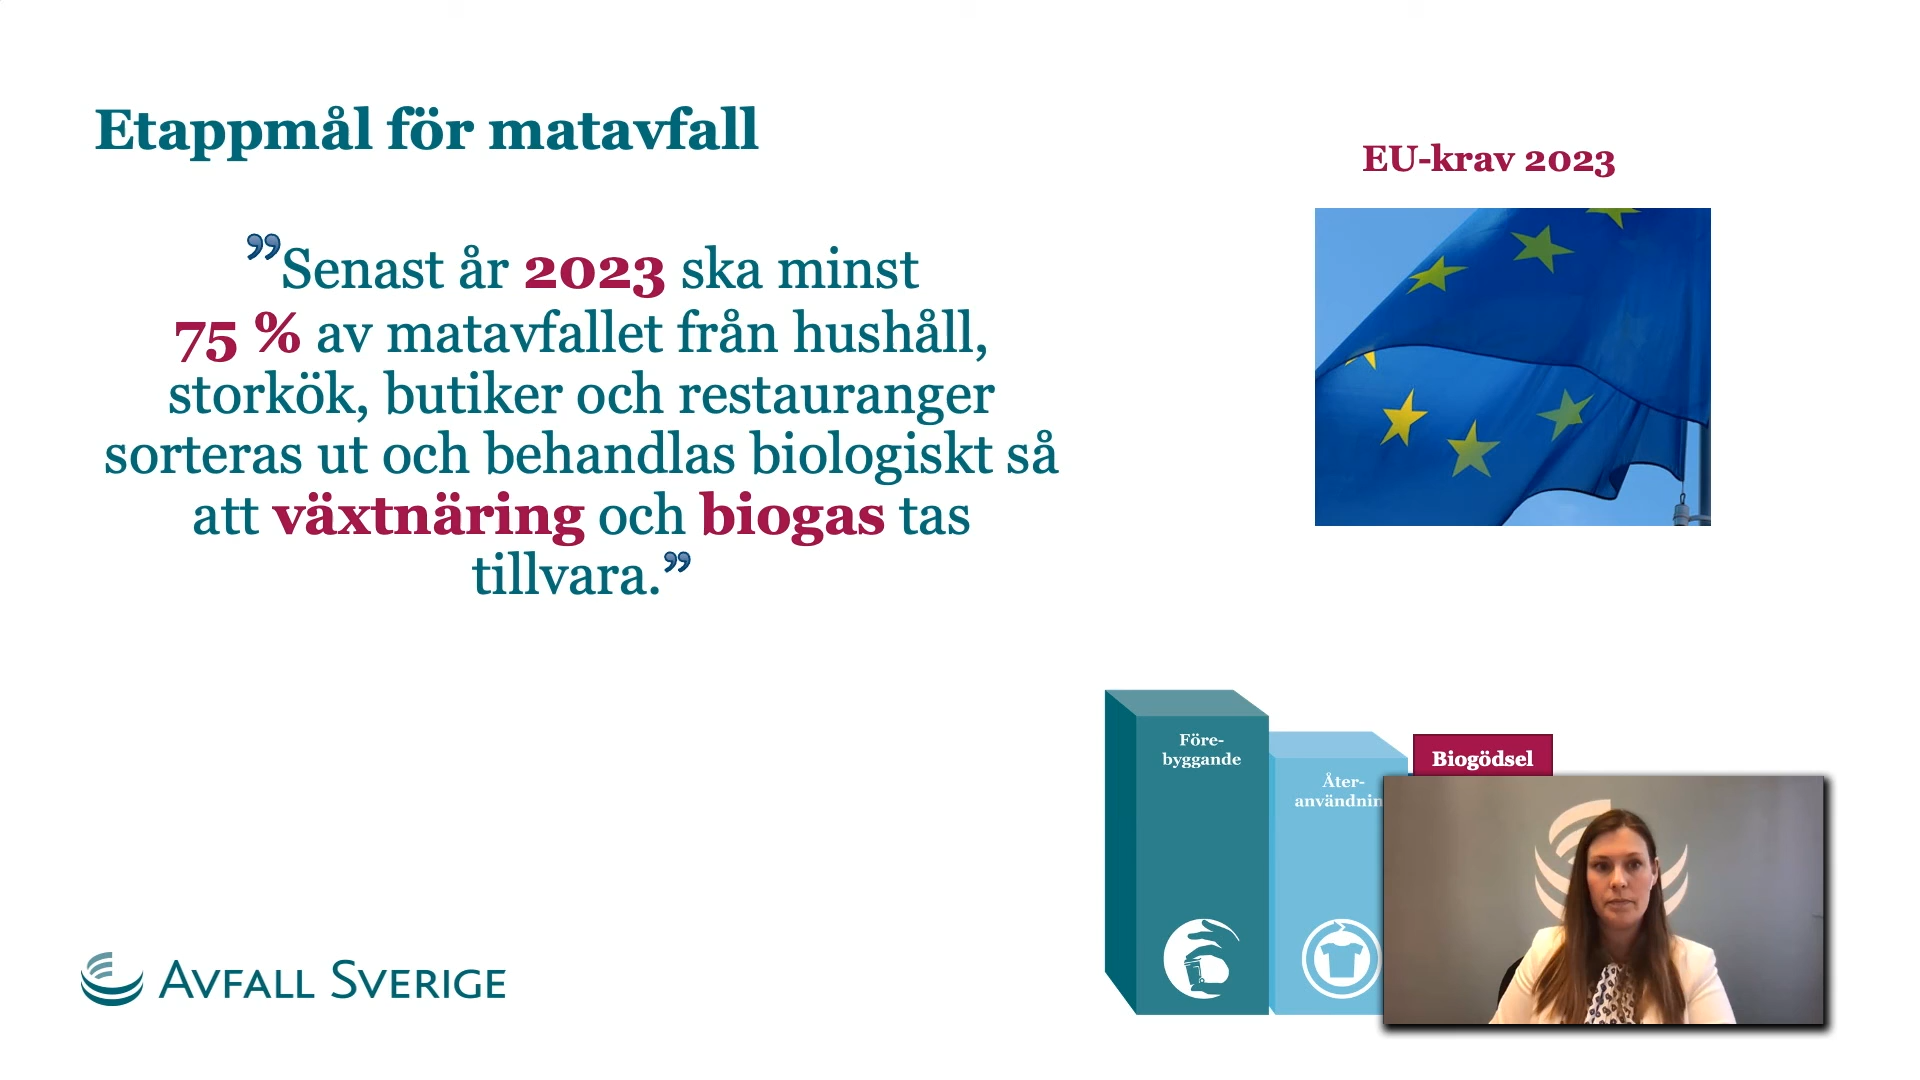 Etappmål för matavfall
EU-krav 2023
”Senast år 2023 ska minst
75 % av matavfallet från hushåll,
storkök, butiker och restauranger
sorteras ut och behandlas biologiskt så
att växtnäring och biogas tas
tillvara.”
Före-
byggande
Åter-
användnin
Biogödsel
AVFALL SVERIGE